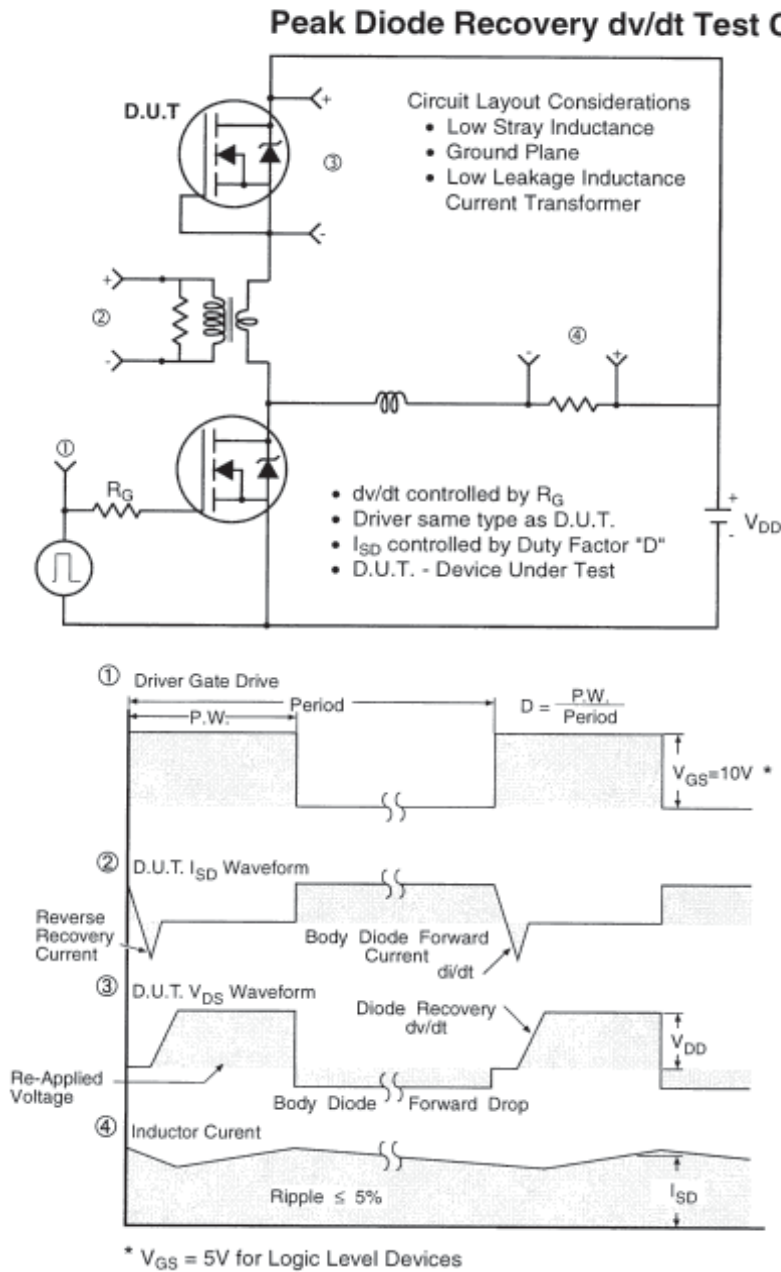 Peak Diode Recovery dv/dt Test C
D.U.T
+
③
-
Circuit Layout Considerations
• Low Stray Inductance
• Ground Plane
• Low Leakage Inductance
Current Transformer
+
②
-
④
-
+
①
RG
• dv/dt controlled by RG
• Driver same type as D.U.T.
• ISD controlled by Duty Factor "D"
• D.U.T. - Device Under Test
+
VDD
-
① Driver Gate Drive
P.W.
Period
D = P.W.
Period
VGS=10V *
② D.U.T. ISD Waveform
Reverse
Recovery
Current
Body Diode Forward
Current
di/dt
③ D.U.T. VDS Waveform
Diode Recovery
dv/dt
VDD
Re-Applied
Voltage
Body Diode Forward Drop
④ Inductor Curent
Ripple ≤ 5%
ISD
* VGS = 5V for Logic Level Devices